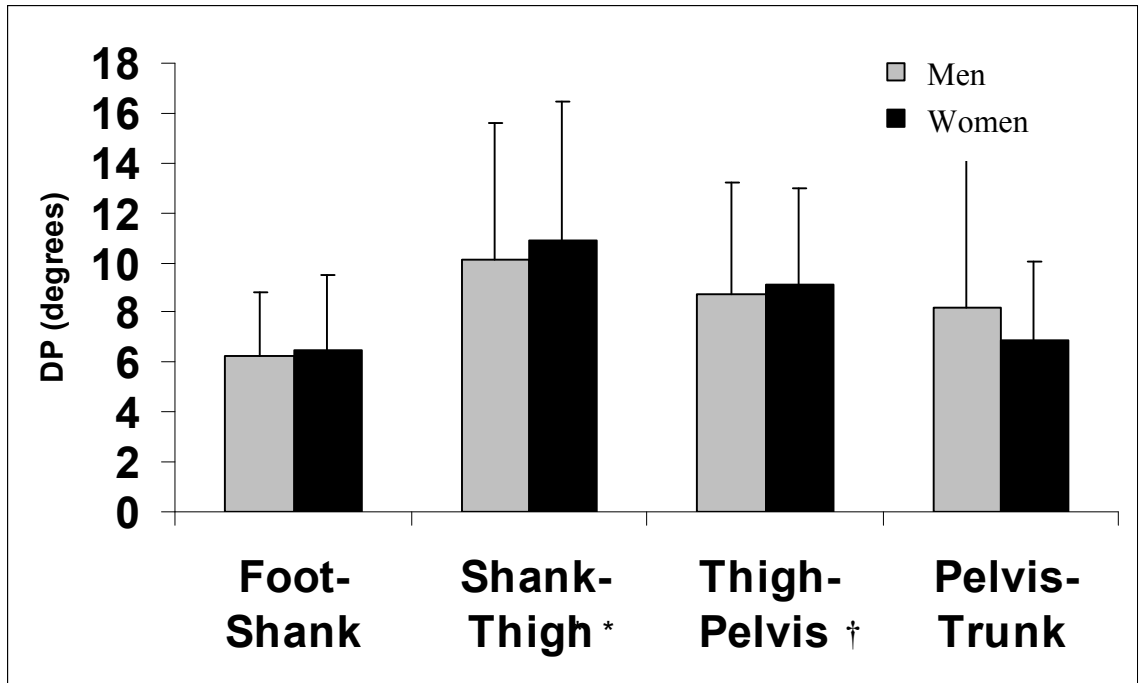 18
16
14
12
10
8
6
4
2
0
DP (degrees)
Men
Women
Foot-
Shank
Shank-
Thigh *
Thigh-
Pelvis †
Pelvis-
Trunk